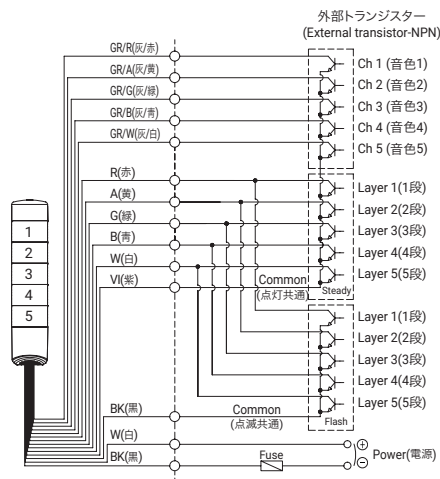 外部トランジスター
(External transistor-NPN)
GR/R(灰/赤)
Ch 1 (音色1)
GR/A(灰/黄)
Ch 2 (音色2)
GR/G(灰/緑)
Ch 3 (音色3)
GR/B(灰/青)
Ch 4 (音色4)
GR/W(灰/白)
Ch 5 (音色5)
R(赤)
Layer 1(1段)
A(黄)
Layer 2(2段)
G(緑)
Layer 3(3段)
B(青)
Layer 4(4段)
W(白)
Layer 5(5段)
VI(紫)
Common
(点灯共通)
Steady
1
2
3
4
5
Layer 1(1段)
Layer 2(2段)
Layer 3(3段)
Layer 4(4段)
Layer 5(5段)
BK(黒)
Common
(点滅共通)
Flash
W(白)
BK(黒)
Fuse
+
−
Power(電源)